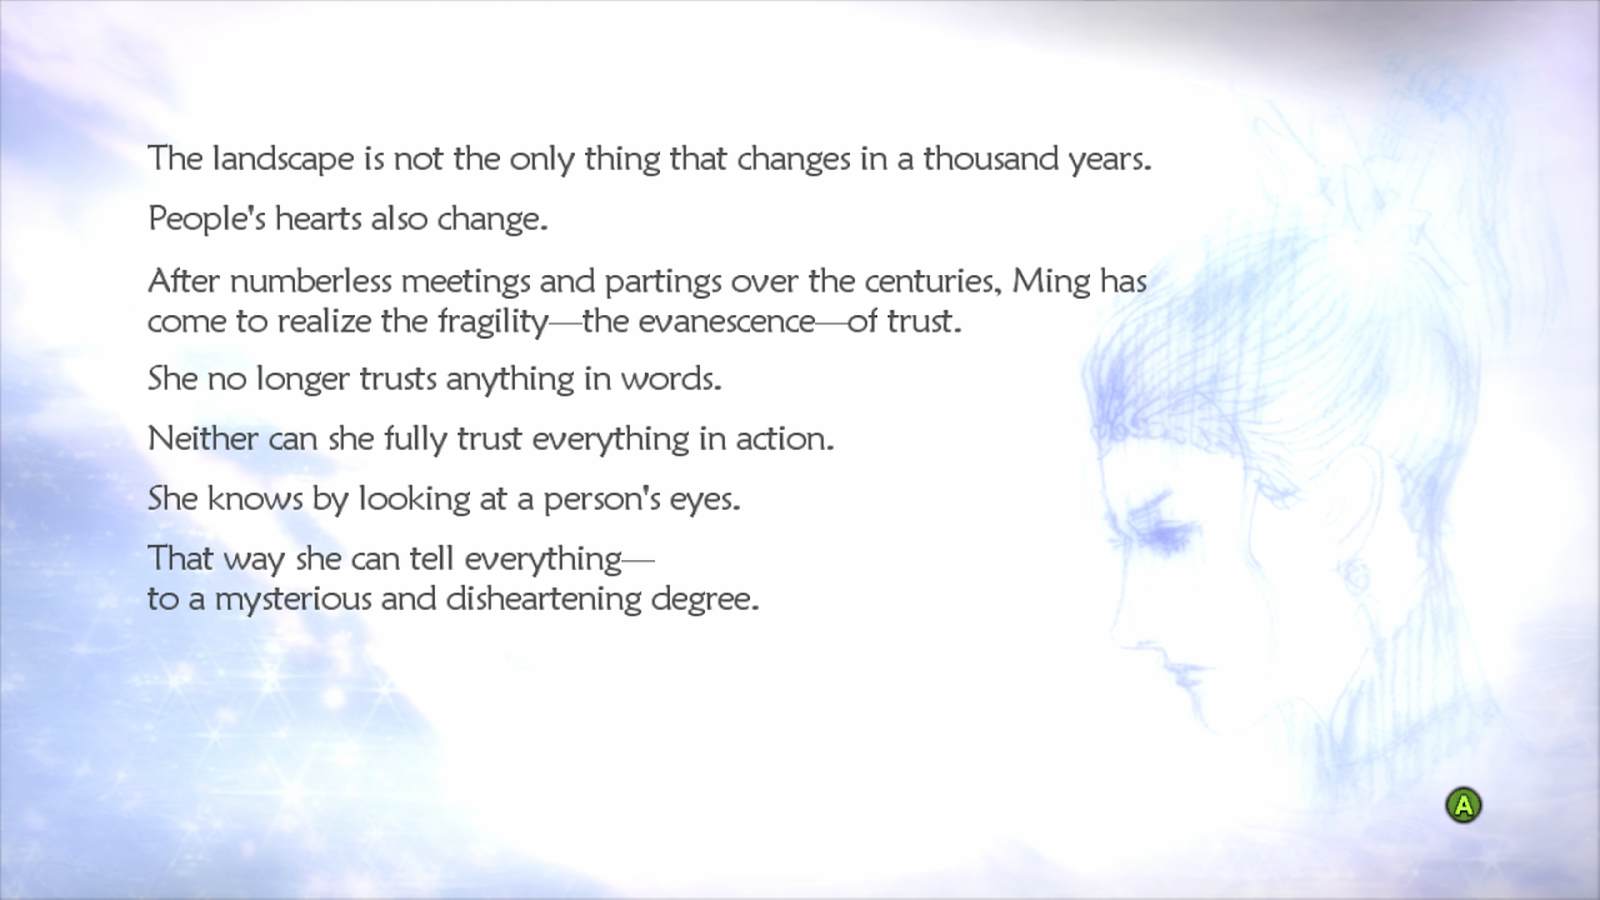 The landscape is not the only thing that changes in a thousand years.
People's hearts also change.
After numberless meetings and partings over the centuries, Ming has
come to realize the fragility—the evanescence—of trust.
She no longer trusts anything in words.
Neither can she fully trust everything in action.
She knows by looking at a person's eyes.
That way she can tell everything—
to a mysterious and disheartening degree.
A